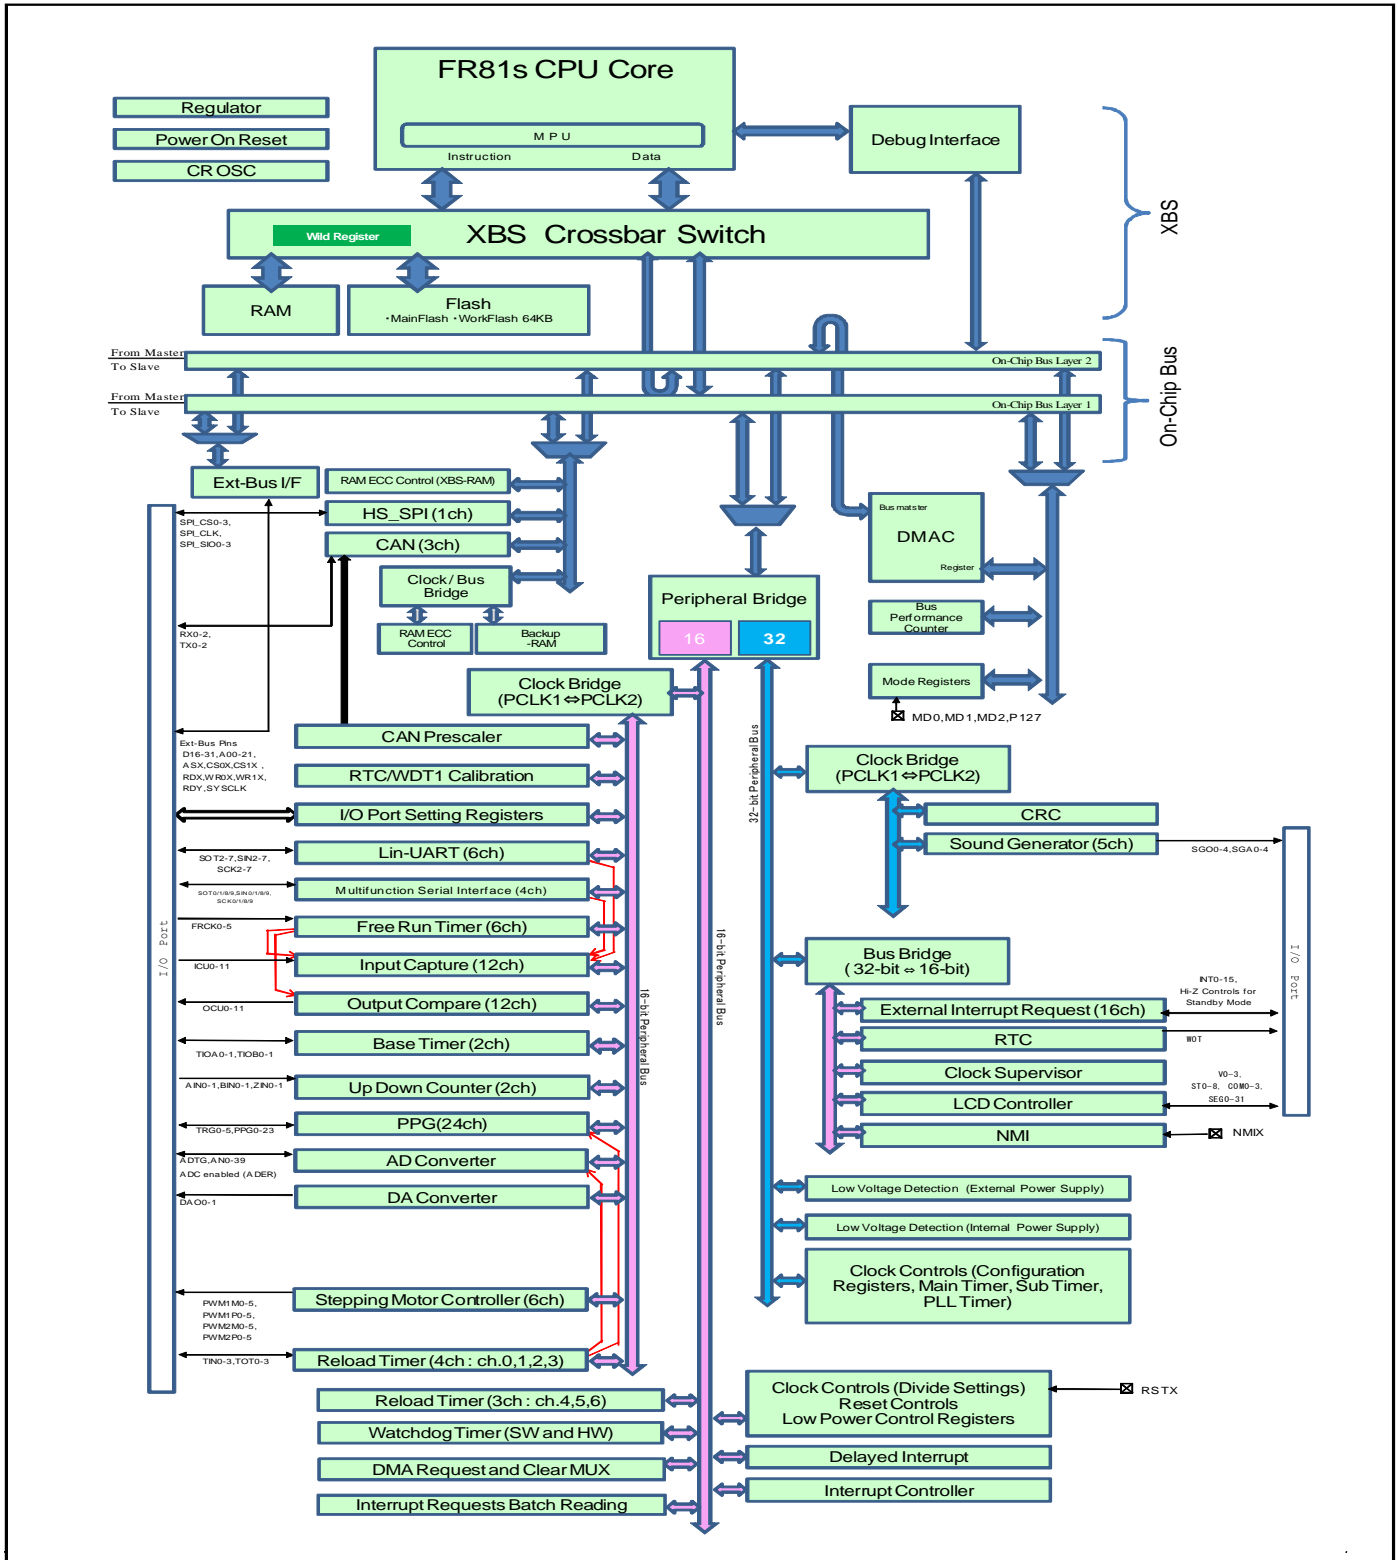 FR81s CPU Core
MPU
Instruction
Data
Debug Interface
Regulator
Power On Reset
CR OSC
XBS
Wild Register
XBS Crossbar Switch
RAM
Flash
・MainFlash ・WorkFlash 64KB
From Master
To Slave
On-Chip Bus Layer 2
From Master
To Slave
On-Chip Bus Layer 1
On-Chip Bus
Ext-Bus I/F
RAM ECC Control (XBS-RAM)
HS_SPI (1ch)
CAN (3ch)
SPI_CS0-3,
SPI_CLK,
SPI_SIO0-3
Clock / Bus
Bridge
RAM ECC
Control
Backup
-RAM
RX0-2,
TX0-2
Peripheral Bridge
16
32
Bus matster
DMAC
Register
Bus
Performance
Counter
Mode Registers
MD0,MD1,MD2,P127
Clock Bridge
(PCLK1⇔PCLK2)
CAN Prescaler
Ext-Bus Pins
D16-31,A00-21,
ASX,CS0X,CS1X ,
RDX,WR0X,WR1X,
RDY,SYSCLK
RTC/WDT1 Calibration
I/O Port Setting Registers
Lin-UART (6ch)
SOT2-7,SIN2-7,
SCK2-7
Multifunction Serial Interface (4ch)
SOT0/1/8/9,SIN0/1/8/9,
SCK0/1/8/9
Free Run Timer (6ch)
FRCK0-5
Input Capture (12ch)
ICU0-11
Output Compare (12ch)
OCU0-11
Base Timer (2ch)
TIOA0-1,TIOB0-1
Up Down Counter (2ch)
AIN0-1,BIN0-1,ZIN0-1
PPG(24ch)
TRG0-5,PPG0-23
AD Converter
ADTG,AN0-39
ADC enabled (ADER)
DA Converter
DAO0-1
Stepping Motor Controller (6ch)
PWM1M0-5,
PWM1P0-5,
PWM2M0-5,
PWM2P0-5
Reload Timer (4ch : ch.0,1,2,3)
TIN0-3,TOT0-3
I/O Port
16-bit Peripheral Bus
16-bit Peripheral Bus
32-bit Peripheral Bus
Reload Timer (3ch : ch.4,5,6)
Watchdog Timer (SW and HW)
DMA Request and Clear MUX
Interrupt Requests Batch Reading
Clock Bridge
(PCLK1⇔PCLK2)
CRC
Sound Generator (5ch)
SGO0-4,SGA0-4
Bus Bridge
( 32-bit ⇔ 16-bit)
External Interrupt Request (16ch)
INT0-15,
Hi-Z Controls for
Standby Mode
RTC
WOT
Clock Supervisor
LCD Controller
V0-3,
ST0-8, COM0-3,
SEG0-31
NMI
NMIX
I/O Port
Low Voltage Detection (External Power Supply)
Low Voltage Detection (Internal Power Supply)
Clock Controls (Configuration
Registers, Main Timer, Sub Timer,
PLL Timer)
Clock Controls (Divide Settings)
Reset Controls
Low Power Control Registers
RSTX
Delayed Interrupt
Interrupt Controller